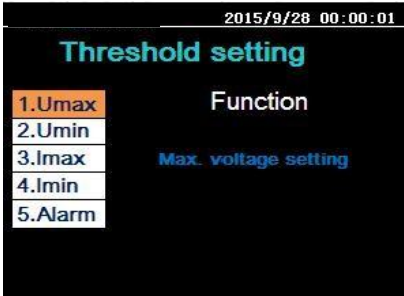 2015/9/28 00:00:01
Threshold setting
1.Umax
Function
2.Umin
3.Imax
Max. voltage setting
4.Imin
5.Alarm